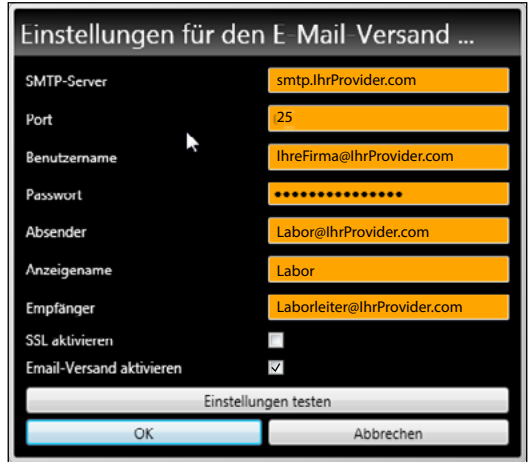 Einstellungen für den E-Mail-Versand ...
SMTP-Server smtp.IhrProvider.com
Port 25
Benutzername IhreFirma@IhrProvider.com
Passwort •••••••••••••••
Absender Labor@IhrProvider.com
Anzeigename Labor
Empfänger Laborleiter@IhrProvider.com
SSL aktivieren
Email-Versand aktivieren
Einstellungen testen
OK Abbrechen